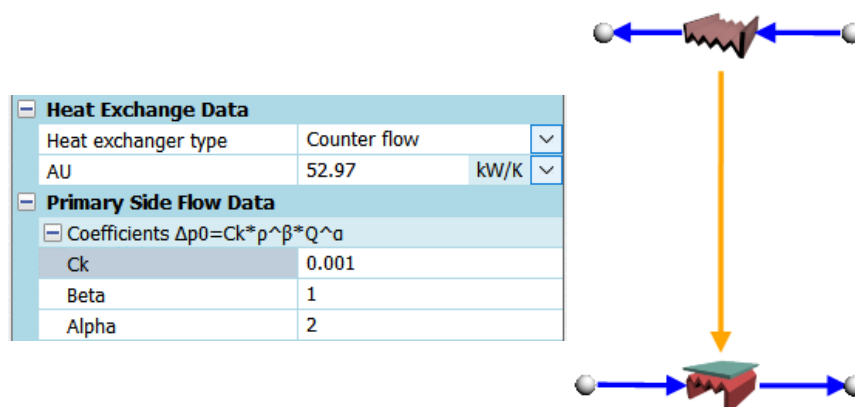 Heat Exchange Data
Heat exchanger type Counter flow
AU 52.97 kW/K
Primary Side Flow Data
Coefficients Δp0=Ck*ρ^β*Q^α
Ck 0.001
Beta 1
Alpha 2